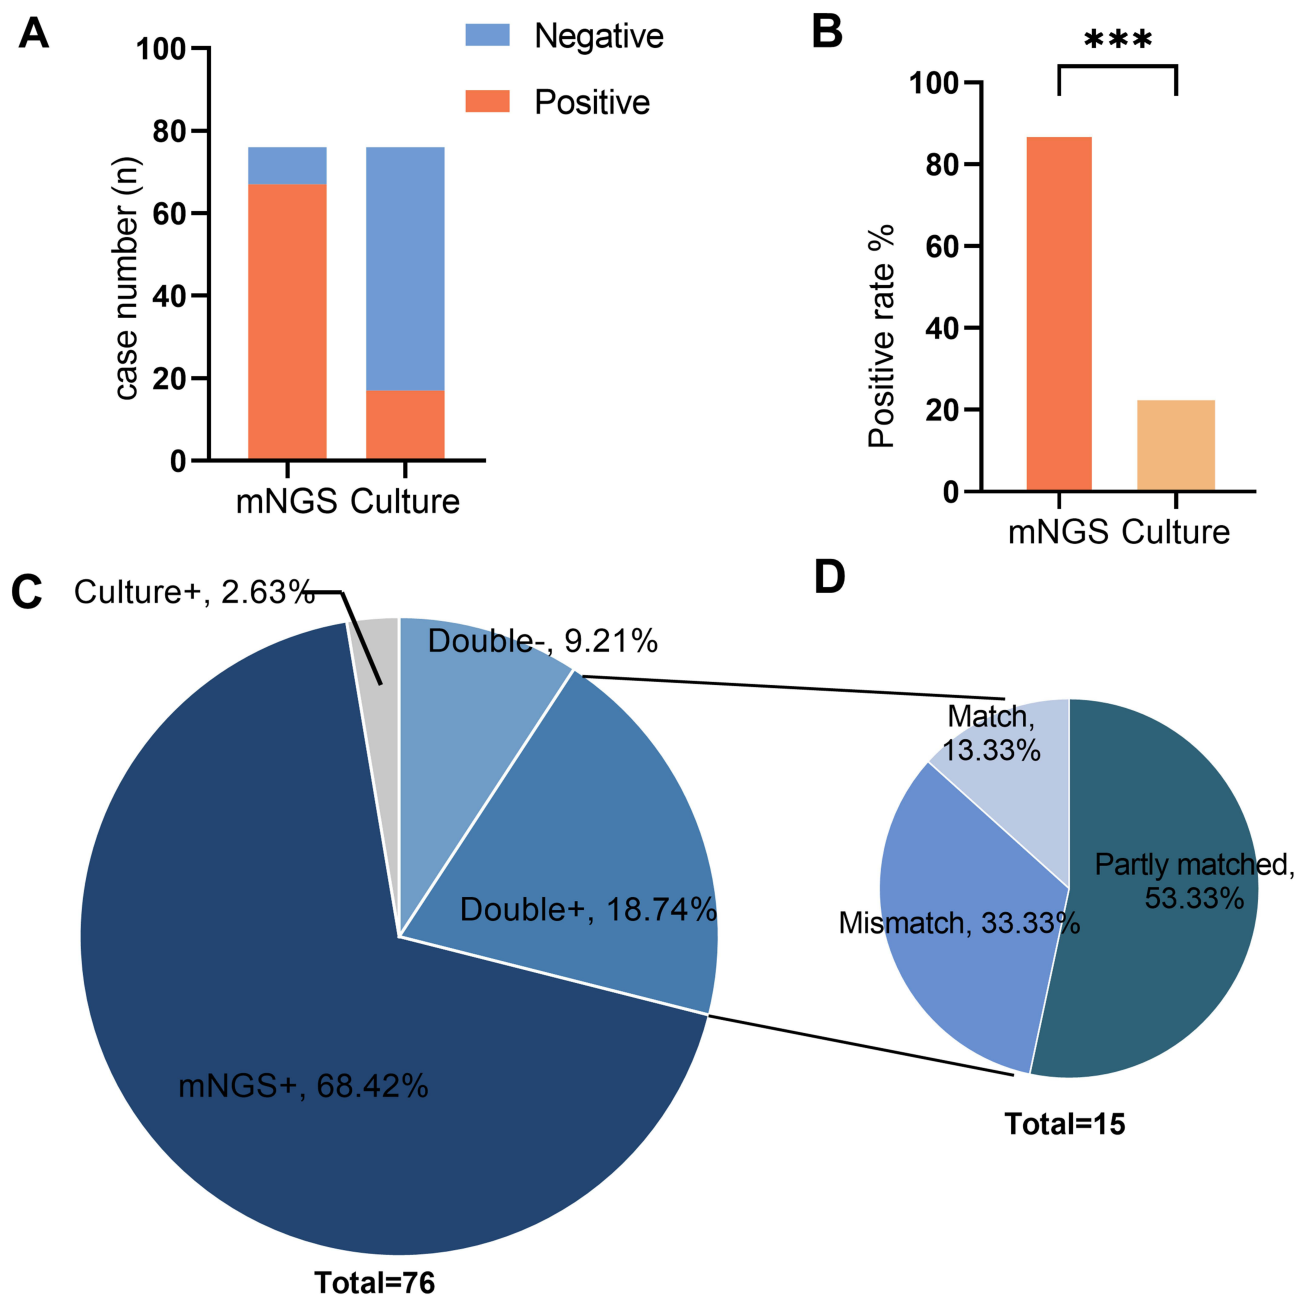 A
Negative
Positive
case number (n)
100
80
60
40
20
0
mNGS Culture
B
***
Positive rate %
100
80
60
40
20
0
mNGS Culture
C
Culture+, 2.63%
Double-, 9.21%
Double+, 18.74%
mNGS+, 68.42%
Total=76
D
Match,
13.33%
Partly matched,
53.33%
Mismatch, 33.33%
Total=15